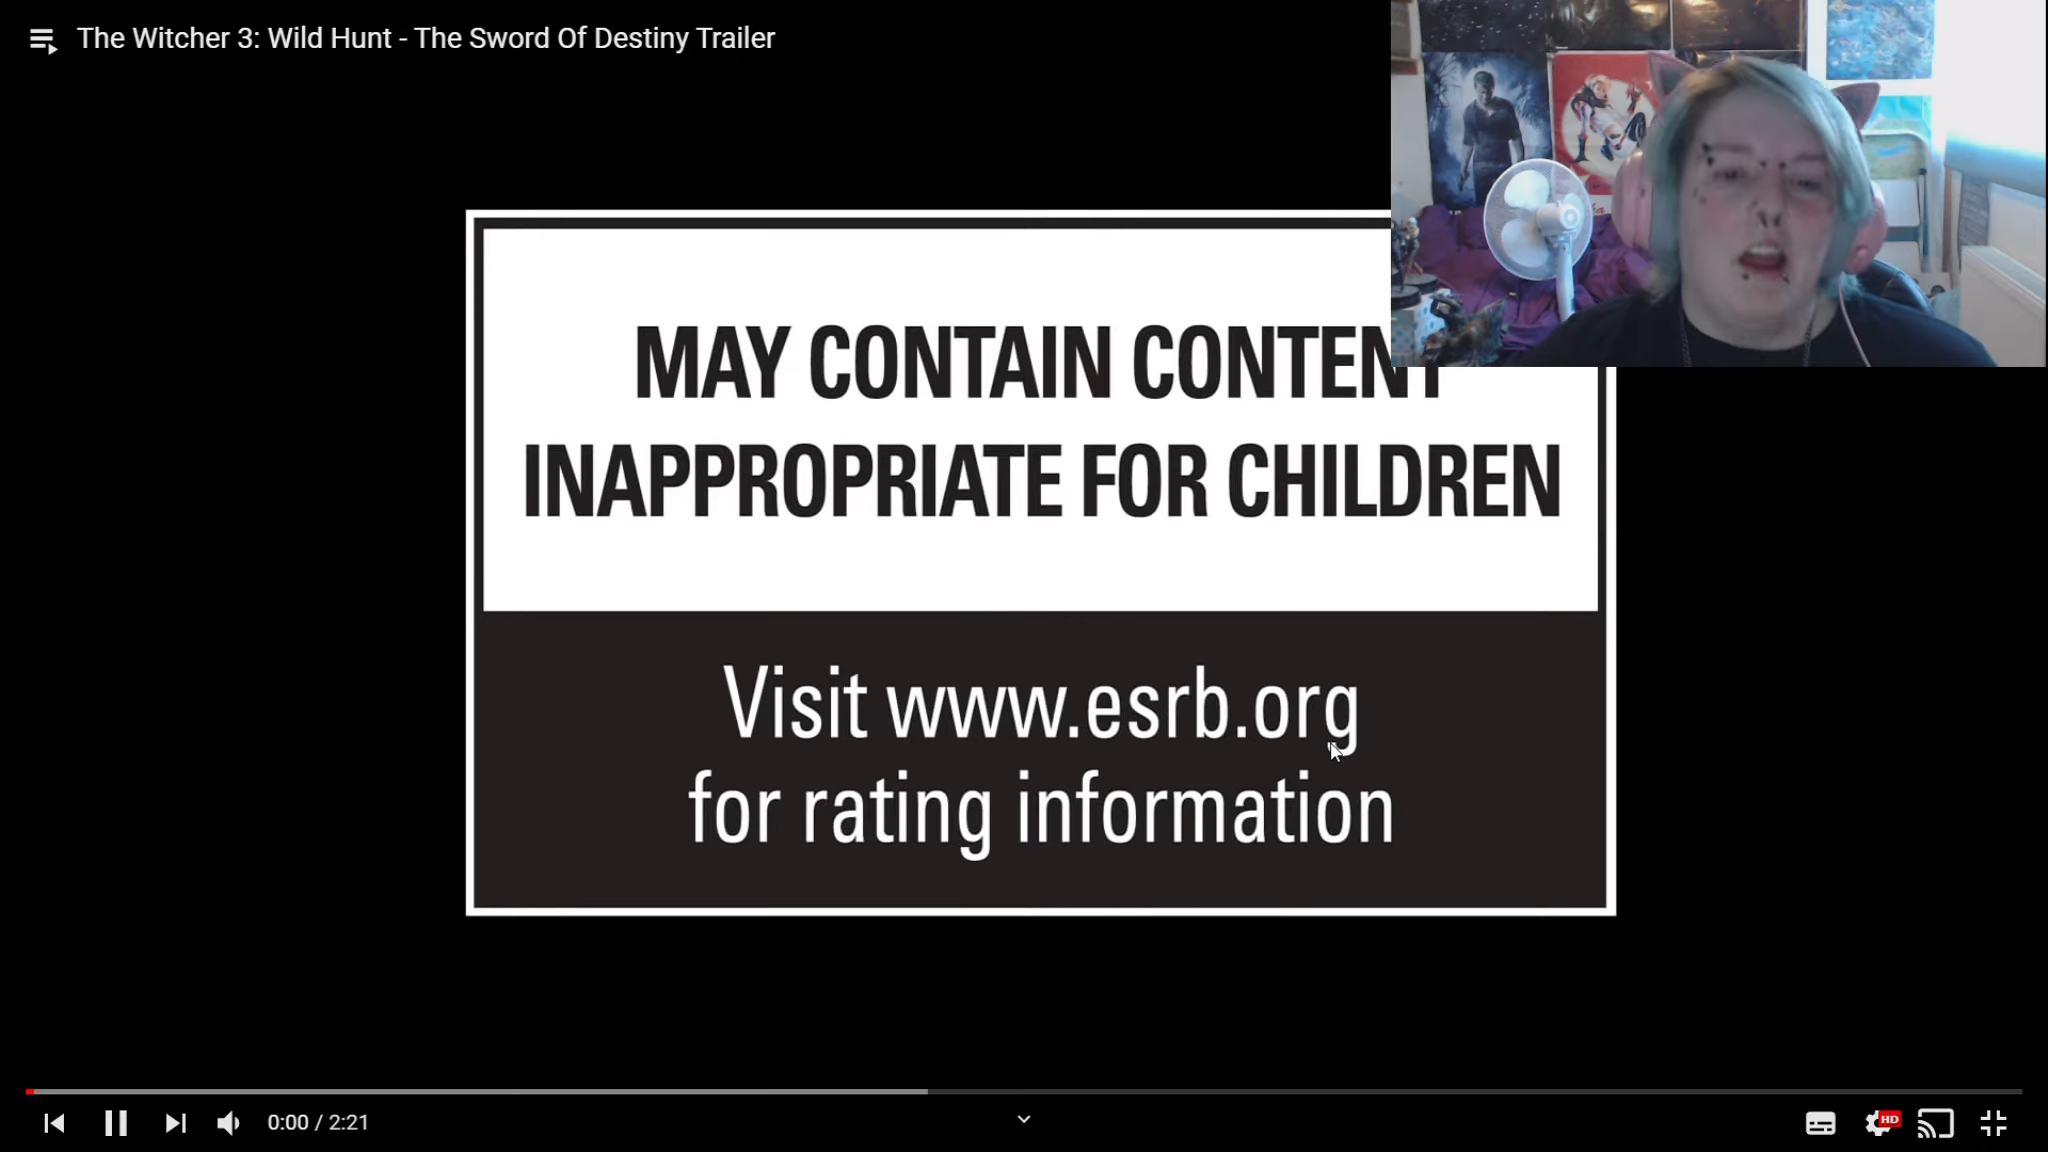 The Witcher 3: Wild Hunt - The Sword Of Destiny Trailer
MAY CONTAIN CONTENT
INAPPROPRIATE FOR CHILDREN
Visit www.esrb.org
for rating information
0:00 / 2:21
HD